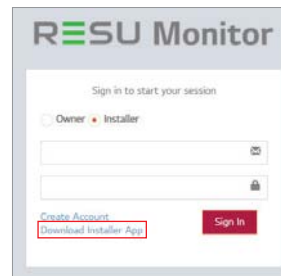 RESU Monitor
Sign in to start your session
Owner Installer
Create Account
Download Installer App
Sign In